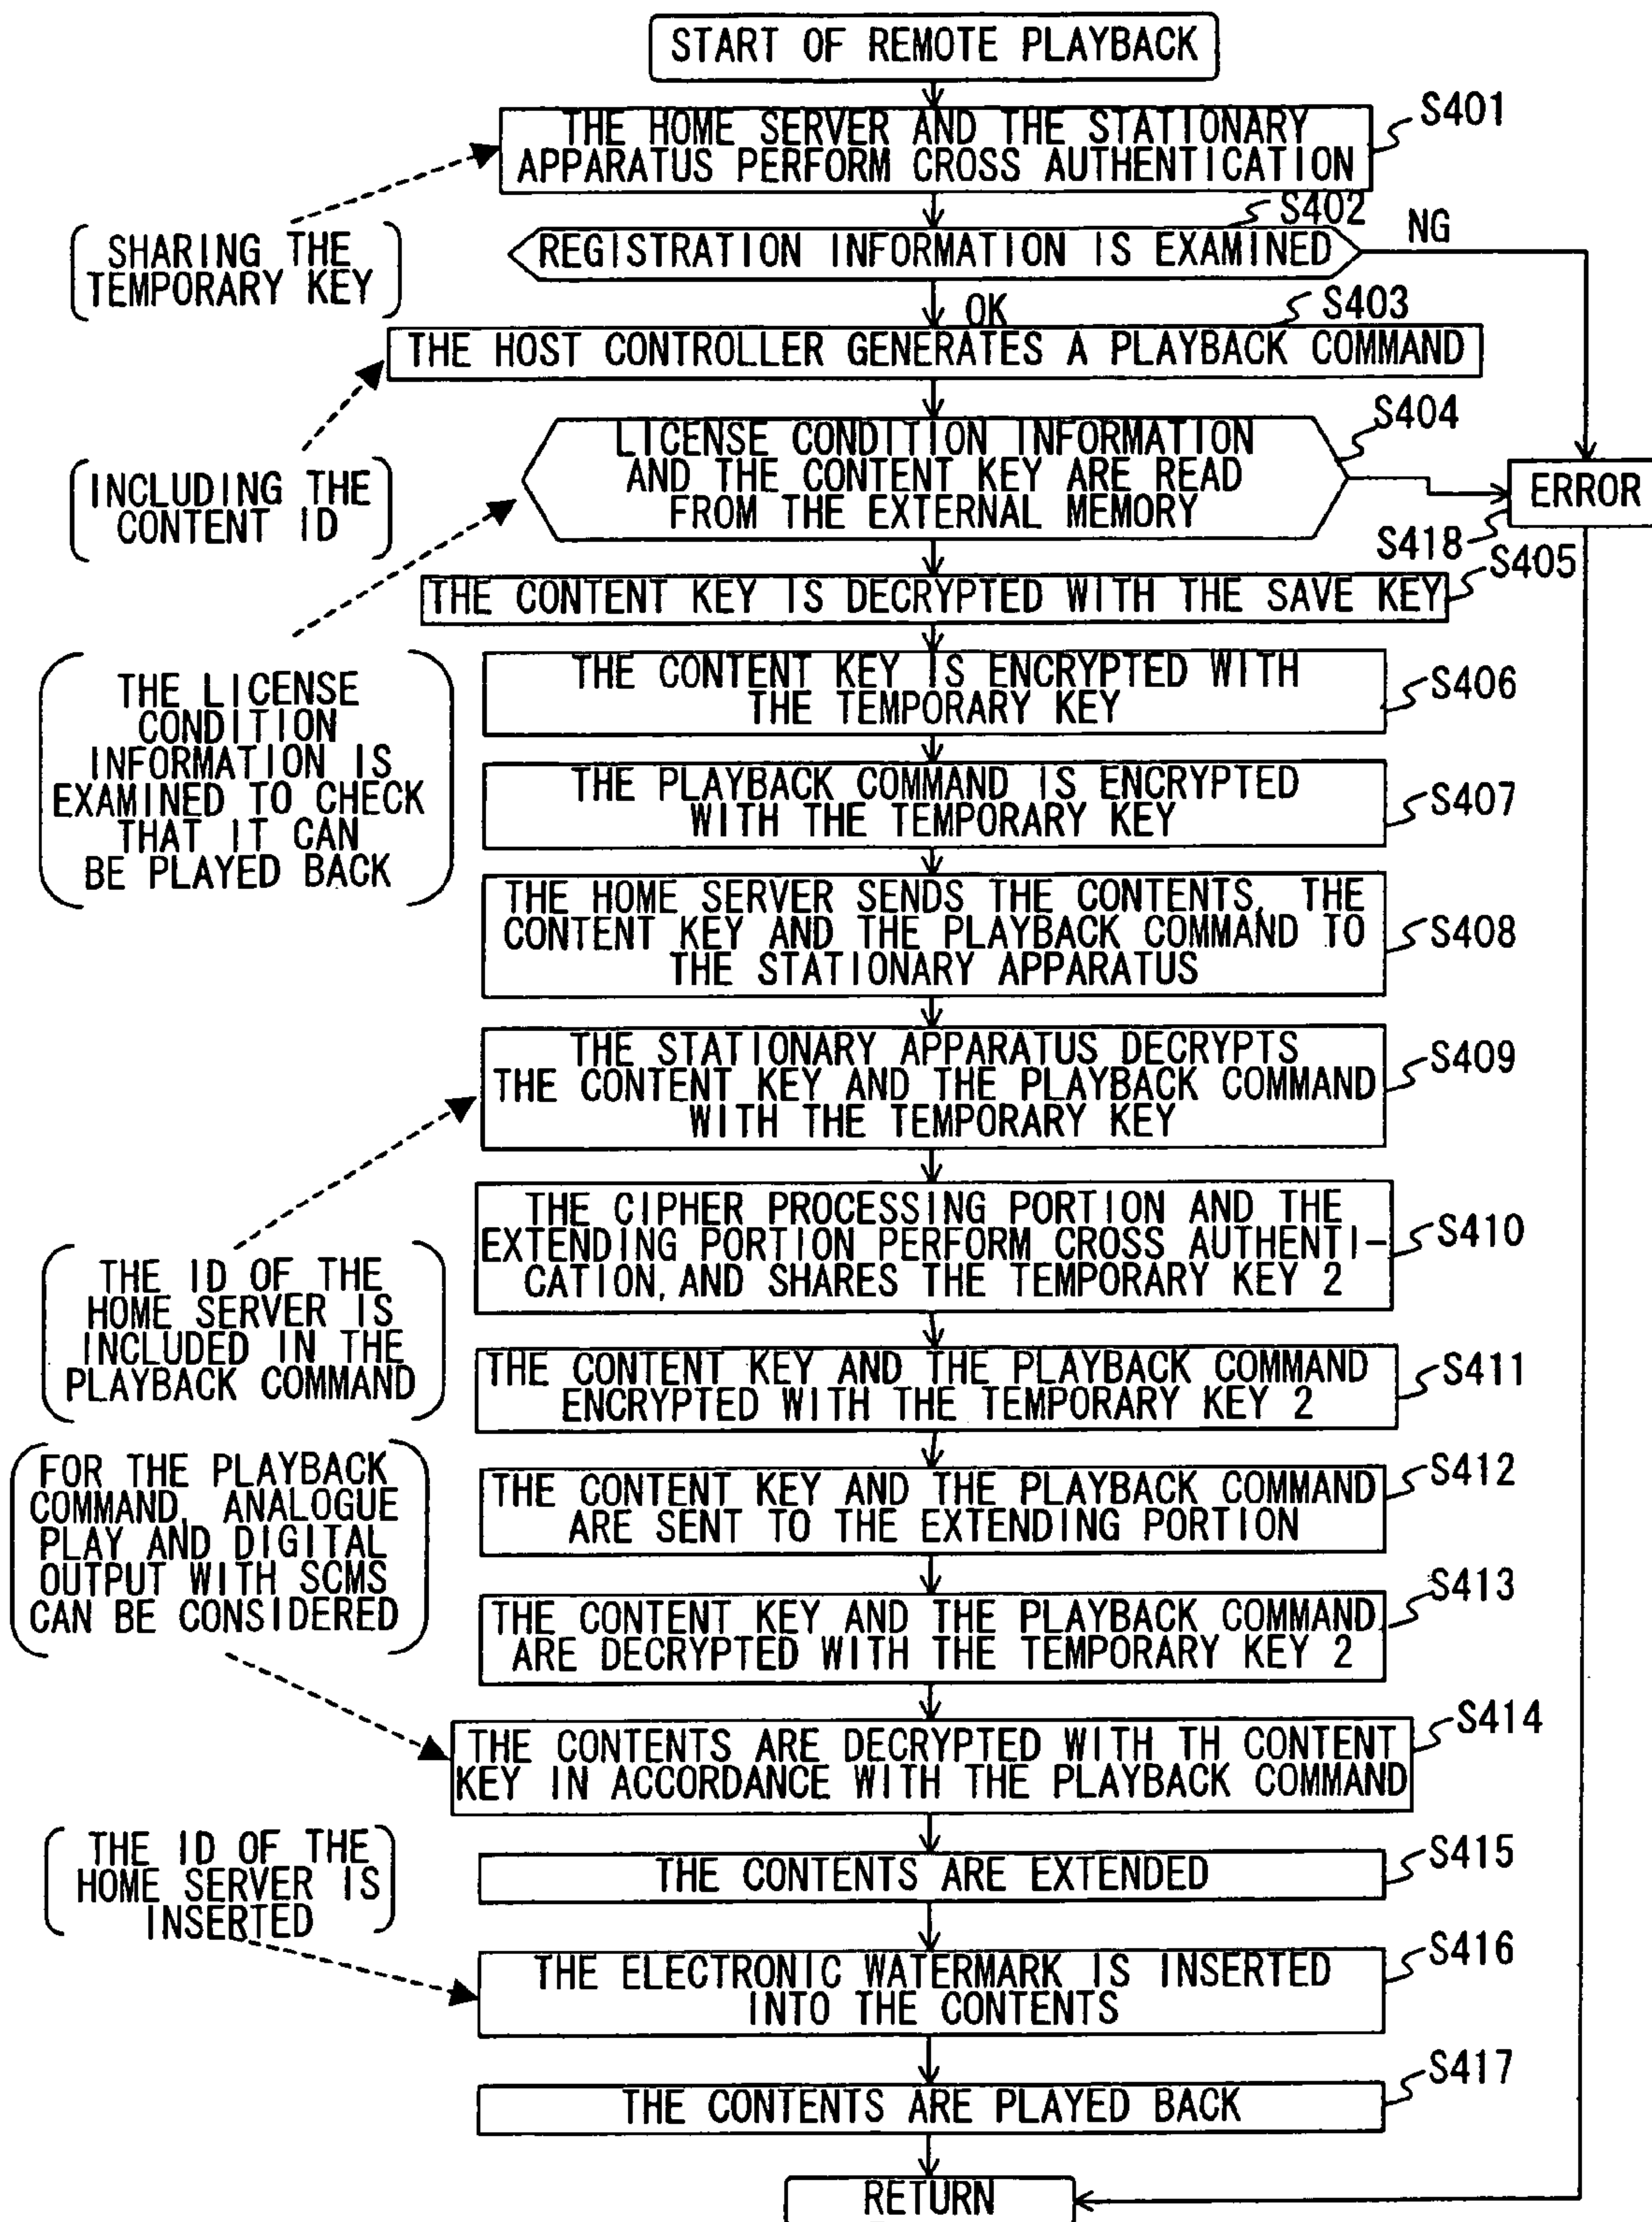 START OF REMOTE PLAYBACK
THE HOME SERVER AND THE STATIONARY
APPARATUS PERFORM CROSS AUTHENTICATION
S401
SHARING THE
TEMPORARY KEY
S402
REGISTRATION INFORMATION IS EXAMINED
NG
OK
S403
THE HOST CONTROLLER GENERATES A PLAYBACK COMMAND
INCLUDING THE
CONTENT ID
S404
LICENSE CONDITION INFORMATION
AND THE CONTENT KEY ARE READ
FROM THE EXTERNAL MEMORY
ERROR
S418
S405
THE CONTENT KEY IS DECRYPTED WITH THE SAVE KEY
THE LICENSE
CONDITION
INFORMATION IS
EXAMINED TO CHECK
THAT IT CAN
BE PLAYED BACK
THE CONTENT KEY IS ENCRYPTED WITH
THE TEMPORARY KEY
S406
THE PLAYBACK COMMAND IS ENCRYPTED
WITH THE TEMPORARY KEY
S407
THE HOME SERVER SENDS THE CONTENTS, THE
CONTENT KEY AND THE PLAYBACK COMMAND TO
THE STATIONARY APPARATUS
S408
THE STATIONARY APPARATUS DECRYPTS
THE CONTENT KEY AND THE PLAYBACK COMMAND
WITH THE TEMPORARY KEY
S409
THE ID OF THE
HOME SERVER IS
INCLUDED IN THE
PLAYBACK COMMAND
THE CIPHER PROCESSING PORTION AND THE
EXTENDING PORTION PERFORM CROSS AUTHENTI-
CATION, AND SHARES THE TEMPORARY KEY 2
S410
THE CONTENT KEY AND THE PLAYBACK COMMAND
ENCRYPTED WITH THE TEMPORARY KEY 2
S411
FOR THE PLAYBACK
COMMAND, ANALOGUE
PLAY AND DIGITAL
OUTPUT WITH SCMS
CAN BE CONSIDERED
THE CONTENT KEY AND THE PLAYBACK COMMAND
ARE SENT TO THE EXTENDING PORTION
S412
THE CONTENT KEY AND THE PLAYBACK COMMAND
ARE DECRYPTED WITH THE TEMPORARY KEY 2
S413
THE CONTENTS ARE DECRYPTED WITH TH CONTENT
KEY IN ACCORDANCE WITH THE PLAYBACK COMMAND
S414
THE ID OF THE
HOME SERVER IS
INSERTED
THE CONTENTS ARE EXTENDED
S415
THE ELECTRONIC WATERMARK IS INSERTED
INTO THE CONTENTS
S416
THE CONTENTS ARE PLAYED BACK
S417
RETURN